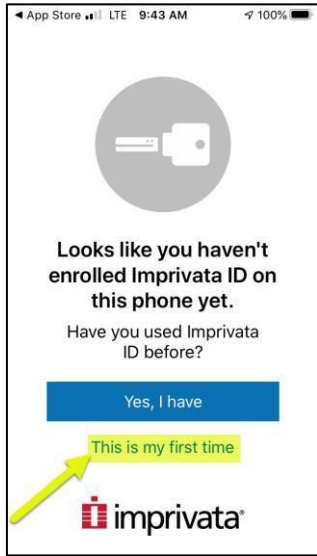 App Store LTE 9:43 AM 100%
Looks like you haven't
enrolled Imprivata ID on
this phone yet.
Have you used Imprivata
ID before?
Yes, I have
This is my first time
imprivata®